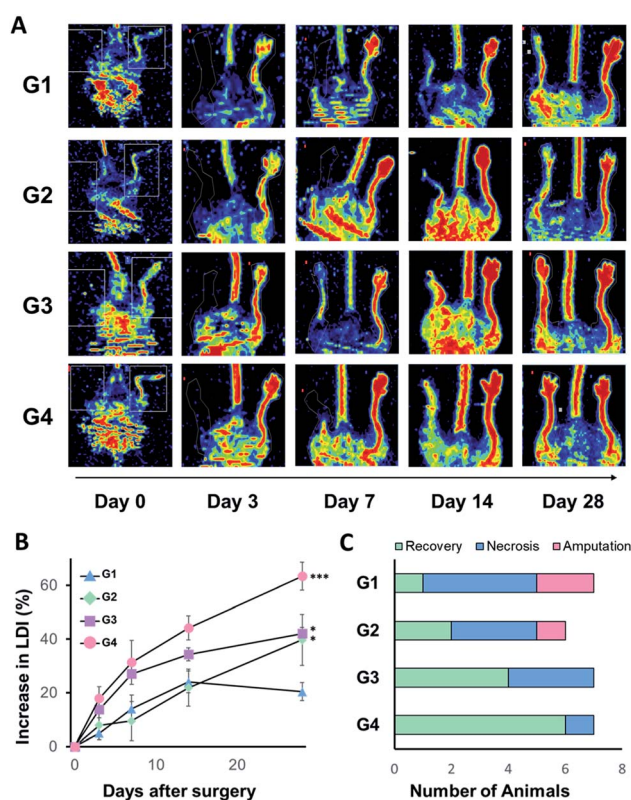 A
G1
G2
G3
G4
Day 0 Day 3 Day 7 Day 14 Day 28
B
G1
G2
G3
G4
***
*
*
60
40
20
0
0 10 20
Increase in LDI (%)
Days after surgery
C
Recovery Necrosis Amputation
G1
G2
G3
G4
0 2 4 6 8
Number of Animals